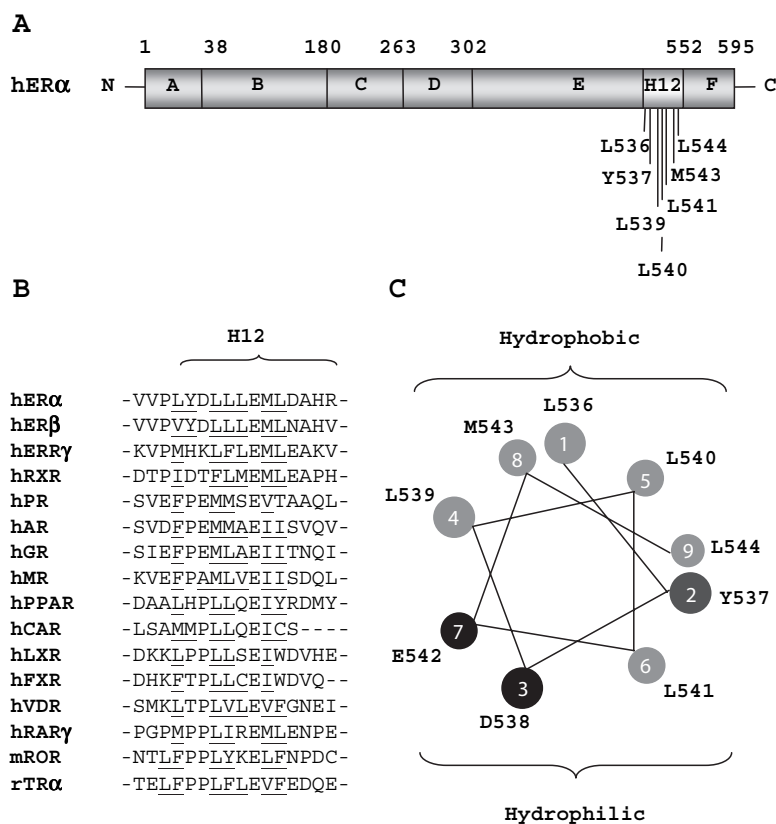 A
1 38 180 263 302 552 595
hERα N A B C D E H12 F C
L536 L544
Y537 M543
L541
L539
L540
B
H12
hERα -VVPLYDLLLEMLDAHR-
hERβ -VVPVYDLLLEMLNAHV-
hERRγ -KVPMHKLFLEMLEAKV-
hRXR -DTPIDTFLMEMLEAPH-
hPR -SVEFPEMMSEVTAAQL-
hAR -SVDFPEMMAEIISVQV-
hGR -SIEFPEMLAEIITNQI-
hMR -KVEFPAMLVEIISDQL-
hPPAR -DAALHPLLQEIYRDMY-
hCAR -LSAMMPLLQEICS----
hLXR -DKKLPPLLSEIWDVHE-
hFXR -DHKFTPLLCEIWDVQ--
hVDR -SMKLTPLVLEVFGNEI-
hRARγ -PGPMPPLIREMLENPE-
mROR -NTLFPPLYKELFNPDC-
rTRα -TELFPPLFLEVFEDQE-
C
Hydrophobic
L536
M543 1
8 L540
5
L539
4
L544
9
2 Y537
7
E542 6
3 L541
D538
Hydrophilic